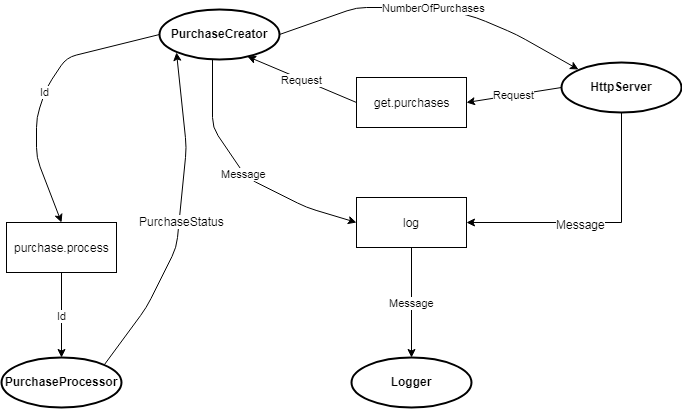 NumberOfPurchases
PurchaseCreator
Request
HttpServer
Id
get.purchases
Request
Message
PurchaseStatus
log
Message
purchase.process
Message
Id
PurchaseProcessor
Logger